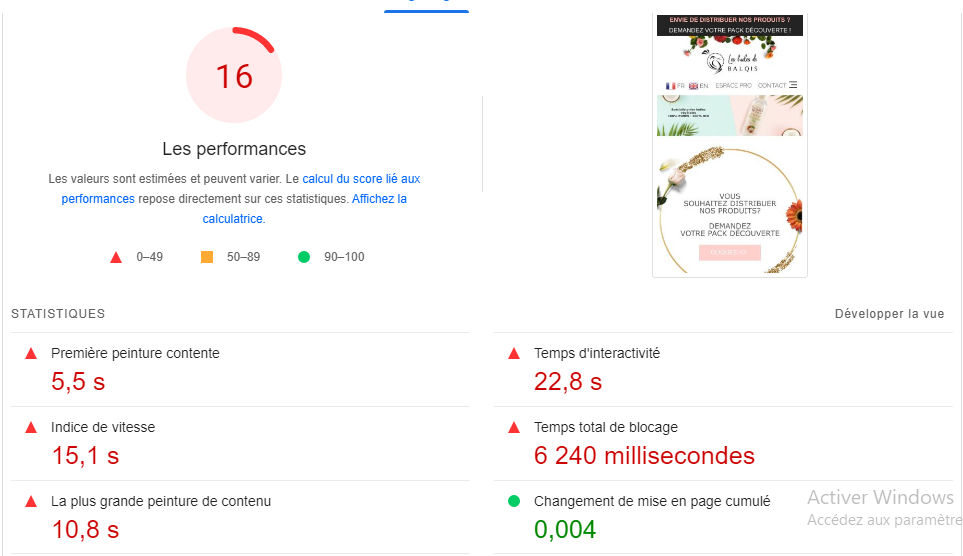 16
Les performances
Les valeurs sont estimées et peuvent varier. Le calcul du score lié aux
performances repose directement sur ces statistiques. Affichez la
calculatrice.
0–49
50–89
90–100
ENVIE DE DISTRIBUER NOS PRODUITS ?
DEMANDEZ VOTRE PACK DÉCOUVERTE !
Les huiles de
BALQIS
FR EN ESPACE PRO CONTACT
VOUS
SOUHAITEZ DISTRIBUER
NOS PRODUITS?
DEMANDEZ
VOTRE PACK DÉCOUVERTE
STATISTIQUES
Développer la vue
Première peinture contente
5,5 s
Temps d'interactivité
22,8 s
Indice de vitesse
15,1 s
Temps total de blocage
6 240 millisecondes
La plus grande peinture de contenu
10,8 s
Changement de mise en page cumulé
0,004
Activer Windows
Accédez aux paramètre